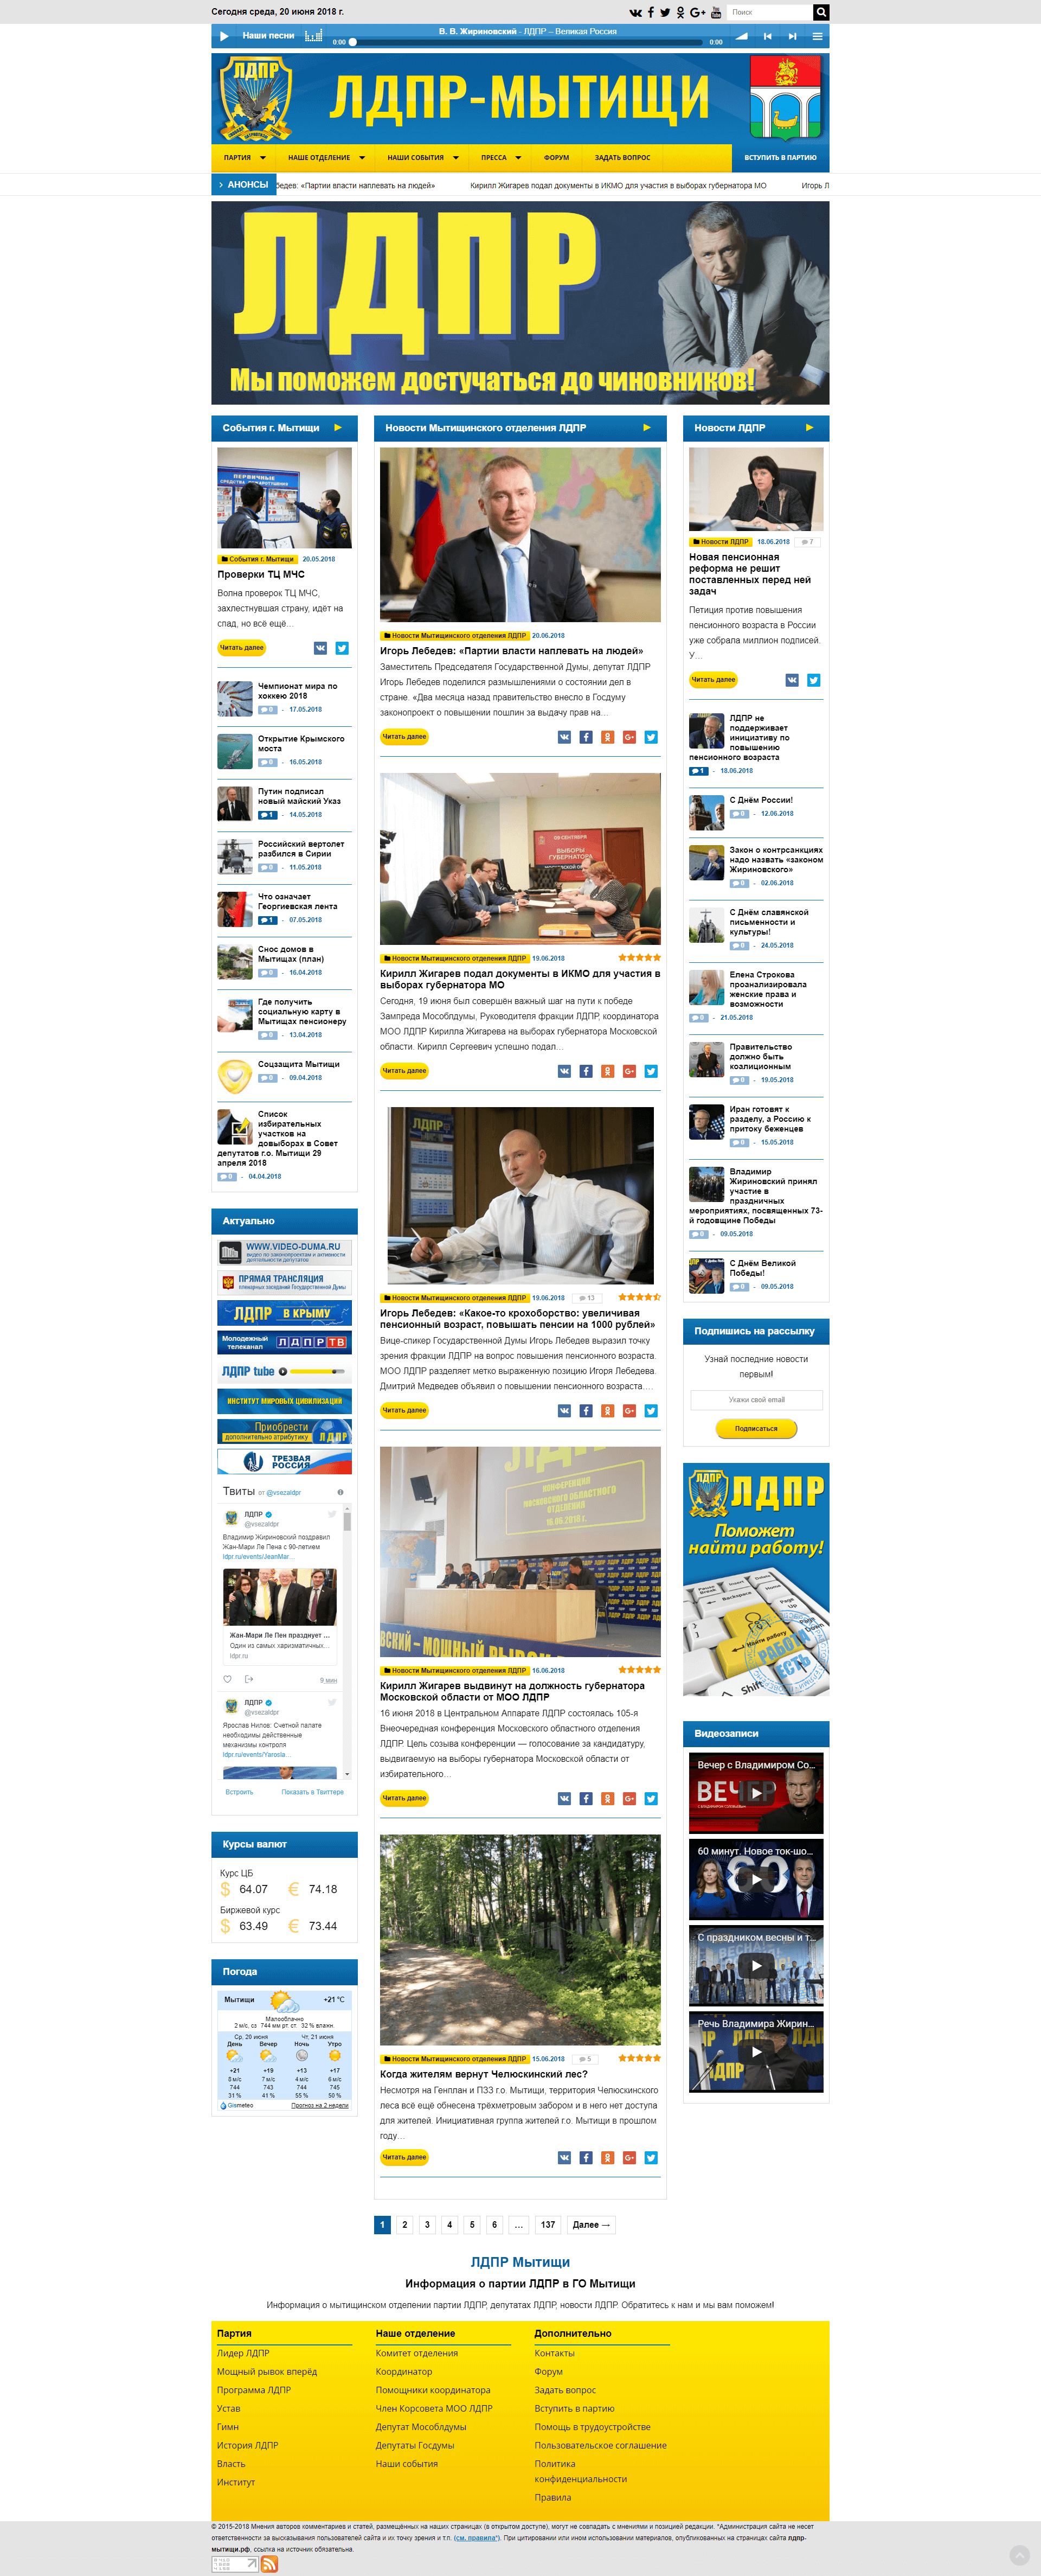 Сегодня среда, 20 июня 2018 г.
Поиск
Наши песни
0:00
В. В. Жириновский - ЛДПР – Великая Россия
0:00
ЛДПР
ЛДПР-МЫТИЩИ
ПАРТИЯ
НАШЕ ОТДЕЛЕНИЕ
НАШИ СОБЫТИЯ
ПРЕССА
ФОРУМ
ЗАДАТЬ ВОПРОС
ВСТУПИТЬ В ПАРТИЮ
АНОНСЫ
бедев: «Партии власти наплевать на людей»
Кирилл Жигарев подал документы в ИКМО для участия в выборах губернатора МО
Игорь Л
ЛДПР
Мы поможем достучаться до чиновников!
События г. Мытищи
События г. Мытищи 20.05.2018
Проверки ТЦ МЧС
Волна проверок ТЦ МЧС,
захлестнувшая страну, идёт на
спад, но всё ещё…
Читать далее
Чемпионат мира по
хоккею 2018
0 - 17.05.2018
Открытие Крымского
моста
0 - 16.05.2018
Путин подписал
новый майский Указ
1 - 14.05.2018
Российский вертолет
разбился в Сирии
0 - 11.05.2018
Что означает
Георгиевская лента
1 - 07.05.2018
Снос домов в
Мытищах (план)
0 - 16.04.2018
Где получить
социальную карту в
Мытищах пенсионеру
0 - 13.04.2018
Соцзащита Мытищи
0 - 09.04.2018
Список
избирательных
участков на
довыборах в Совет
депутатов г.о. Мытищи 29
апреля 2018
0 - 04.04.2018
Актуально
WWW.VIDEO-DUMA.RU
видео по законопроектам и активности
деятельности депутатов
ПРЯМАЯ ТРАНСЛЯЦИЯ
пленарных заседаний Государственной Думы
ЛДПР В КРЫМУ
Молодежный
телеканал
ЛДПР ТВ
ЛДПР tube
ИНСТИТУТ МИРОВЫХ ЦИВИЛИЗАЦИЙ
Приобрести
дополнительно атрибутику
ЛДПР
ТРЕЗВАЯ
РОССИЯ
Твиты от @vsezaldpr
ЛДПР
@vsezaldpr
Владимир Жириновский поздравил
Жан-Мари Ле Пена с 90-летием
ldpr.ru/events/JeanMar…
Жан-Мари Ле Пен празднует ...
Один из самых харизматичных…
ldpr.ru
9 мин
ЛДПР
@vsezaldpr
Ярослав Нилов: Счетной палате
необходимы действенные
механизмы контроля
ldpr.ru/events/Yarosla…
Встроить
Показать в Твиттере
Курсы валют
Курс ЦБ
$ 64.07 € 74.18
Биржевой курс
$ 63.49 € 73.44
Погода
Мытищи
+21 °C
Малооблачно
2 м/с, сз 744 мм рт. ст. 32 % влажн.
Ср, 20 июня Чт, 21 июня
День Вечер Ночь Утро
+21 +19 +13 +17
8 м/с 7 м/с 4 м/с 6 м/с
744 743 744 745
31 % 41 % 55 % 50 %
Gismeteo
Прогноз на 2 недели
Новости Мытищинского отделения ЛДПР
Новости Мытищинского отделения ЛДПР 20.06.2018
Игорь Лебедев: «Партии власти наплевать на людей»
Заместитель Председателя Государственной Думы, депутат ЛДПР
Игорь Лебедев поделился размышлениями о состоянии дел в
стране. «Два месяца назад правительство внесло в Госдуму
законопроект о повышении пошлин за выдачу прав на…
Читать далее
ВЫБОРЫ
ГУБЕРНАТОРА
Новости Мытищинского отделения ЛДПР 19.06.2018
Кирилл Жигарев подал документы в ИКМО для участия в
выборах губернатора МО
Сегодня, 19 июня был совершён важный шаг на пути к победе
Зампреда Мособлдумы, Руководителя фракции ЛДПР, координатора
МОО ЛДПР Кирилла Жигарева на выборах губернатора Московской
области. Кирилл Сергеевич успешно подал…
Читать далее
Новости Мытищинского отделения ЛДПР 19.06.2018 13
Игорь Лебедев: «Какое-то крохоборство: увеличивая
пенсионный возраст, повышать пенсии на 1000 рублей»
Вице-спикер Государственной Думы Игорь Лебедев выразил точку
зрения фракции ЛДПР на вопрос повышения пенсионного возраста.
МОО ЛДПР разделяет метко выраженную позицию Игоря Лебедева.
Дмитрий Медведев объявил о повышении пенсионного возраста.…
Читать далее
КОНФЕРЕНЦИЯ
МОСКОВСКОГО ОБЛАСТНОГО
ОТДЕЛЕНИЯ
ВСКИЙ – МОЩНЫЙ РЫВОК
Новости Мытищинского отделения ЛДПР 16.06.2018
Кирилл Жигарев выдвинут на должность губернатора
Московской области от МОО ЛДПР
16 июня 2018 в Центральном Аппарате ЛДПР состоялась 105-я
Внеочередная конференция Московского областного отделения
ЛДПР. Цель созыва конференции — голосование за кандидатуру,
выдвигаемую на выборы губернатора Московской области от
избирательного…
Читать далее
Новости Мытищинского отделения ЛДПР 15.06.2018 5
Когда жителям вернут Челюскинский лес?
Несмотря на Генплан и ПЗЗ г.о. Мытищи, территория Челюскинского
леса всё ещё обнесена трёхметровым забором и в него нет доступа
для жителей. Инициативная группа жителей г.о. Мытищи в прошлом
году…
Читать далее
Новости ЛДПР
Новости ЛДПР 18.06.2018 7
Новая пенсионная
реформа не решит
поставленных перед ней
задач
Петиция против повышения
пенсионного возраста в России
уже собрала миллион подписей.
У…
Читать далее
ЛДПР не
поддерживает
инициативу по
повышению
пенсионного возраста
1 - 18.06.2018
С Днём России!
0 - 12.06.2018
Закон о контрсанкциях
надо назвать «законом
Жириновского»
0 - 02.06.2018
С Днём славянской
письменности и
культуры!
0 - 24.05.2018
Елена Строкова
проанализировала
женские права и
возможности
0 - 21.05.2018
Правительство
должно быть
коалиционным
0 - 19.05.2018
Иран готовят к
разделу, а Россию к
притоку беженцев
0 - 15.05.2018
Владимир
Жириновский принял
участие в
праздничных
мероприятиях, посвященных 73-
й годовщине Победы
0 - 09.05.2018
С Днём Великой
Победы!
0 - 09.05.2018
Подпишись на рассылку
Узнай последние новости
первым!
Укажи свой email
Подписаться
ЛДПР
Поможет
найти работу!
Pause
Break
Insert
Home
Page
Up
Backspace
Page
Down
Найти работу
РАБОТА
ЕСТЬ
Видеозаписи
Вечер с Владимиром Со...
ВЕЧЕР
60 минут. Новое ток-шо...
С праздником весны и т...
Речь Владимира Жирин...
1 2 3 4 5 6 … 137 Далее →
ЛДПР Мытищи
Информация о партии ЛДПР в ГО Мытищи
Информация о мытищинском отделении партии ЛДПР, депутатах ЛДПР, новости ЛДПР. Обратитесь к нам и мы вам поможем!
Партия
Лидер ЛДПР
Мощный рывок вперёд
Программа ЛДПР
Устав
Гимн
История ЛДПР
Власть
Институт
Наше отделение
Комитет отделения
Координатор
Помощники координатора
Член Корсовета МОО ЛДПР
Депутат Мособлдумы
Депутаты Госдумы
Наши события
Дополнительно
Контакты
Форум
Задать вопрос
Вступить в партию
Помощь в трудоустройстве
Пользовательское соглашение
Политика
конфиденциальности
Правила
© 2015-2018 Мнения авторов комментариев и статей, размещённых на наших страницах (в открытом доступе), могут не совпадать с мнениями и позицией редакции. *Администрация сайта не несет
ответственности за высказывания пользователей сайта и их точку зрения и т.п. (см. правила*). При цитировании или ином использовании материалов, опубликованных на страницах сайта лдпр-
мытищи.рф, ссылка на источник обязательна.